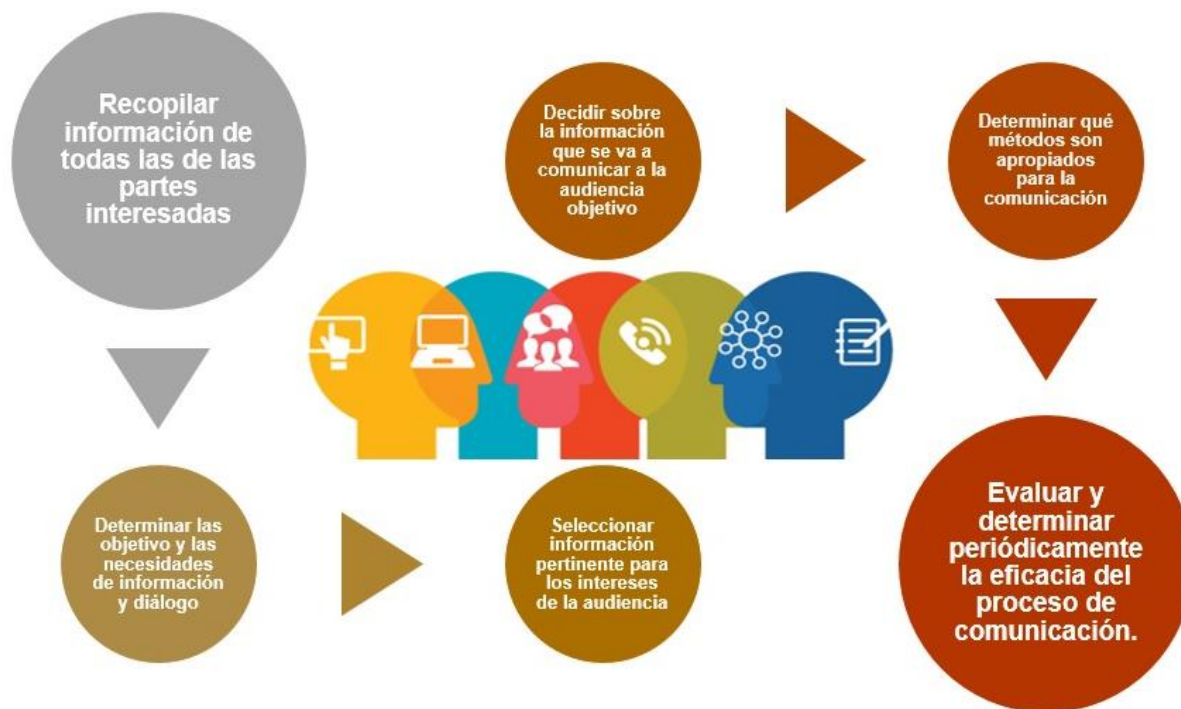 Recopilar
información de
todas las de las
partes
interesadas
Determinar las
objetivo y las
necesidades
de información
y diálogo
Seleccionar
información
pertinente para
los intereses
de la audiencia
Decidir sobre
la información
que se va a
comunicar a la
audiencia
objetivo
Determinar qué
métodos son
apropiados
para la
comunicación
Evaluar y
determinar
periódicamente
la eficacia del
proceso de
comunicación.